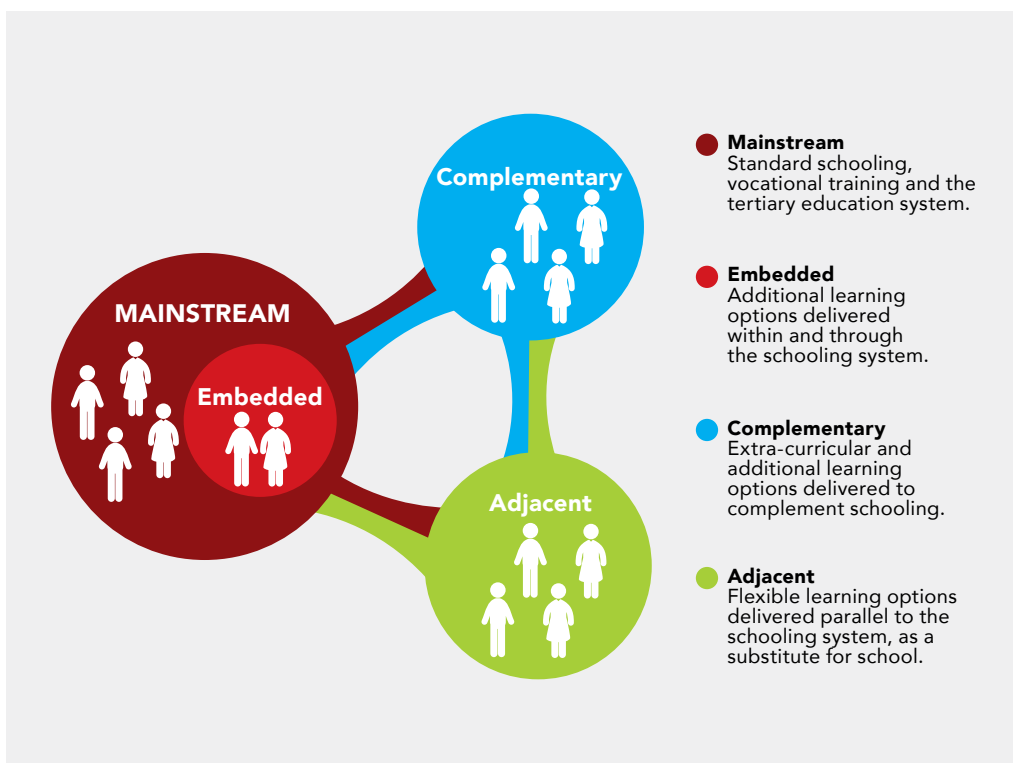 Complementary
MAINSTREAM
Embedded
Adjacent
Mainstream
Standard schooling,
vocational training and the
tertiary education system.
Embedded
Additional learning
options delivered
within and through
the schooling system.
Complementary
Extra-curricular and
additional learning
options delivered to
complement schooling.
Adjacent
Flexible learning options
delivered parallel to the
schooling system, as a
substitute for school.